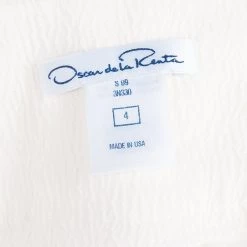 Oscar de la Renta
S 09
3N330
4
MADE IN USA